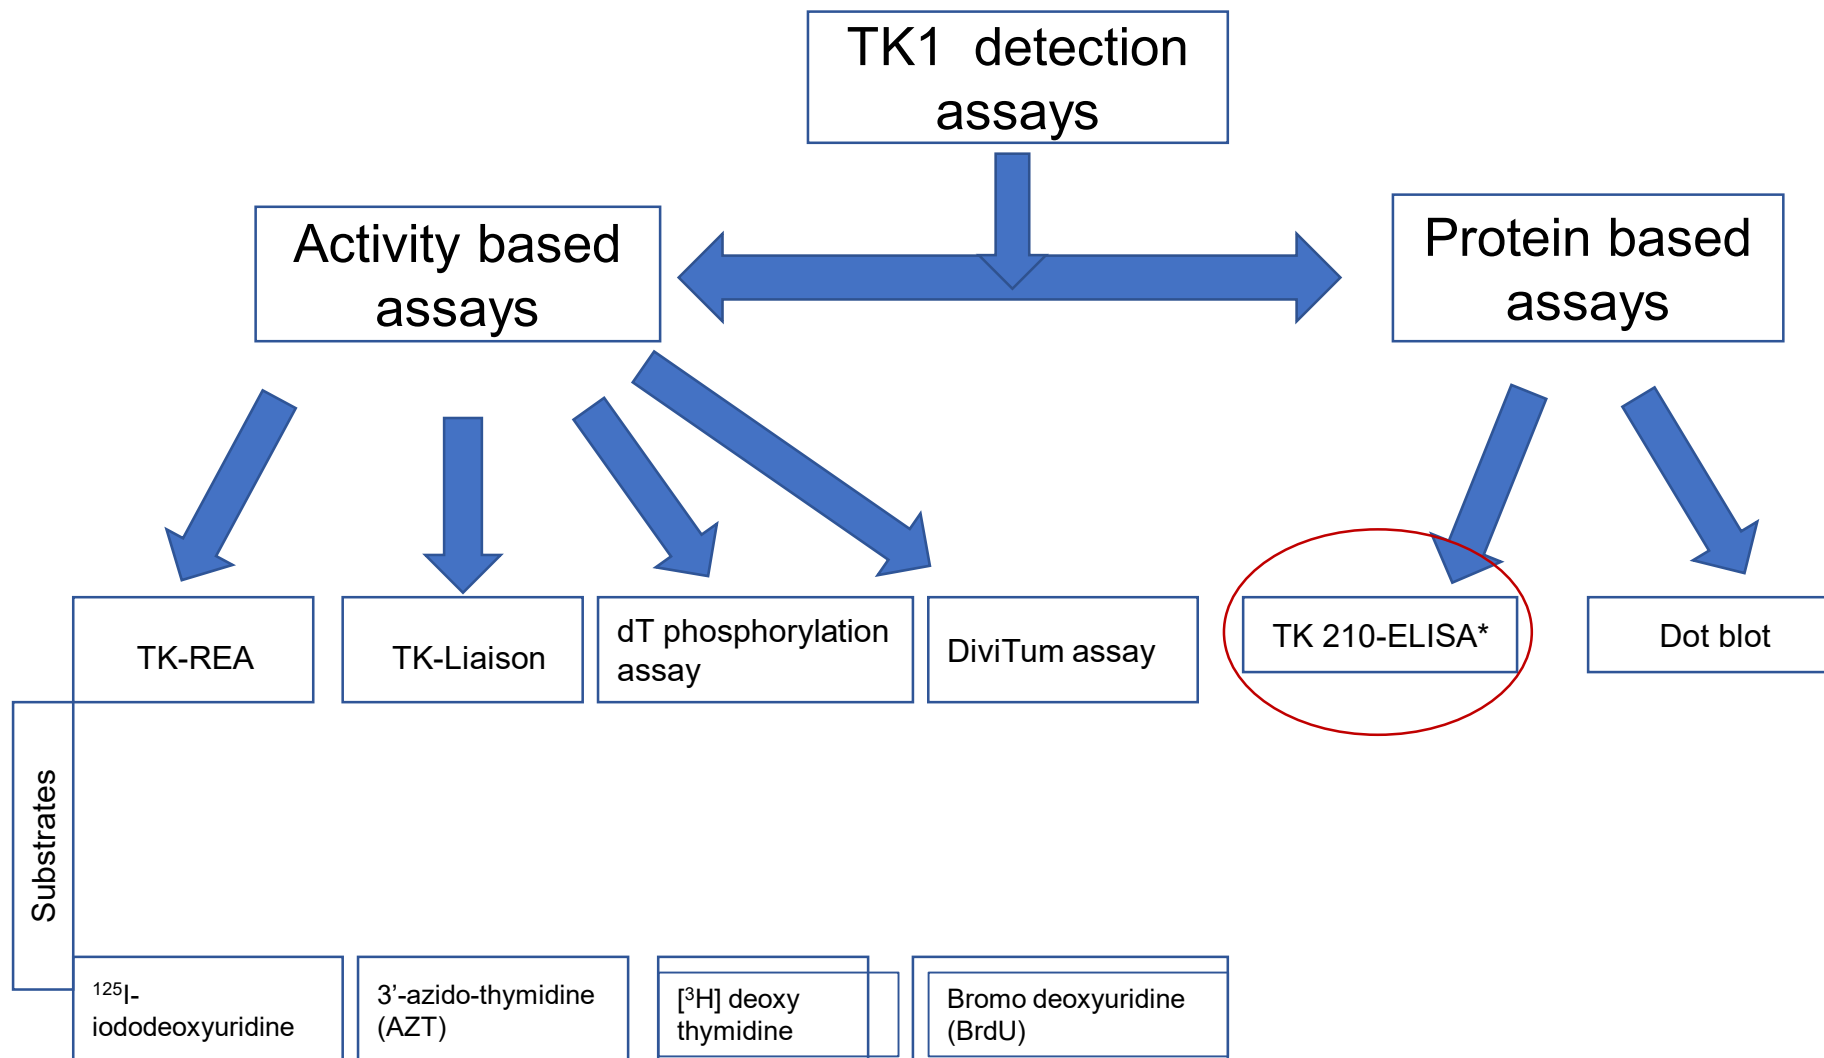 TK1 detection
assays
Activity based
assays
Protein based
assays
TK-REA
TK-Liaison
dT phosphorylation
assay
DiviTum assay
TK 210-ELISA*
Dot blot
Substrates
¹²⁵I-
iododeoxyuridine
3’-azido-thymidine
(AZT)
[³H] deoxy
thymidine
Bromo deoxyuridine
(BrdU)